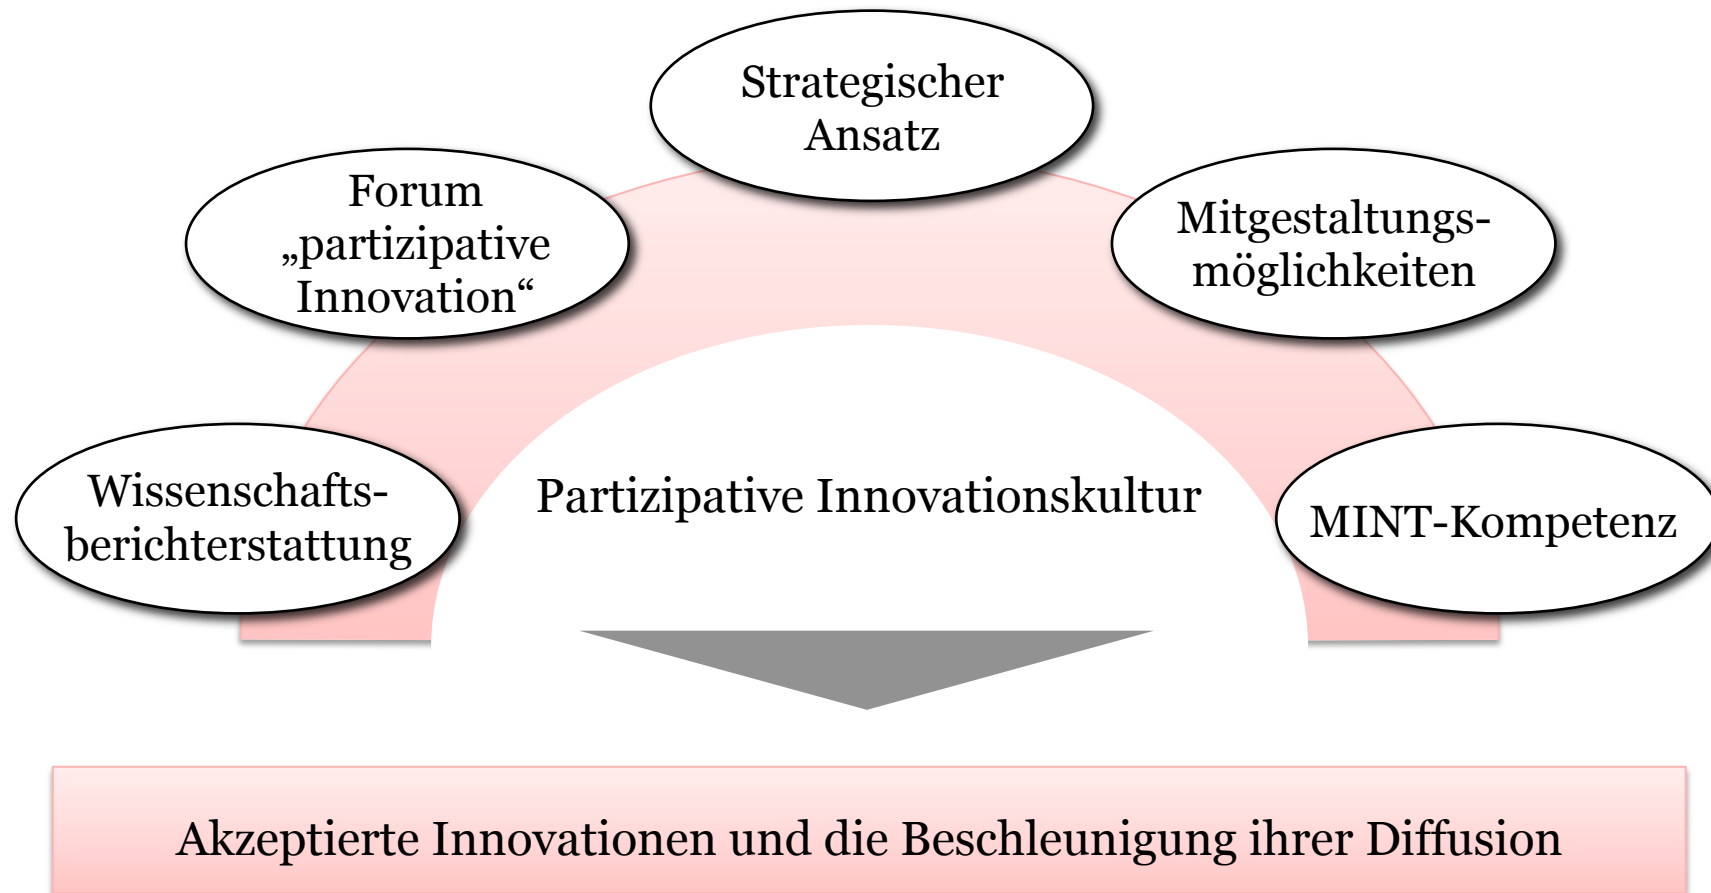 Strategischer
Ansatz
Forum
„partizipative
Innovation“
Mitgestaltungs-
möglichkeiten
Wissenschafts-
berichterstattung
Partizipative Innovationskultur
MINT-Kompetenz
Akzeptierte Innovationen und die Beschleunigung ihrer Diffusion